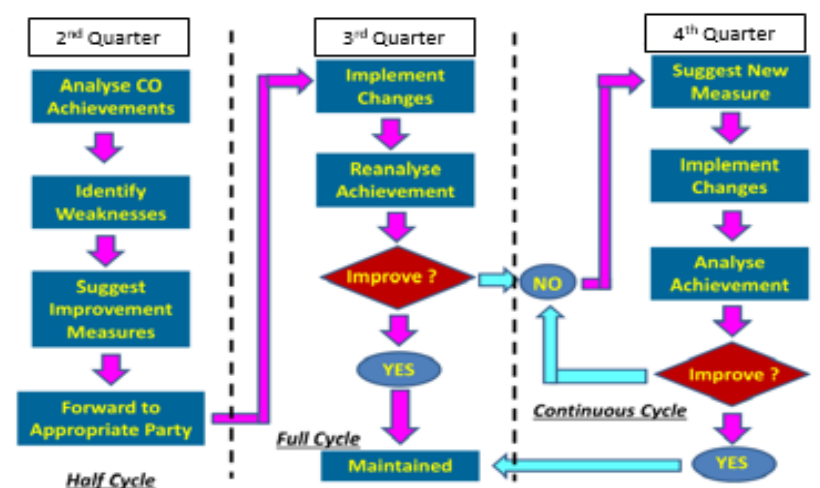 2nd Quarter
Analyse CO
Achievements
Identify
Weaknesses
Suggest
Improvement
Measures
Forward to
Appropriate Party
Half Cycle
3rd Quarter
Implement
Changes
Reanalyse
Achievement
Improve ?
YES
Full Cycle
Maintained
NO
4th Quarter
Suggest New
Measure
Implement
Changes
Analyse
Achievement
Improve ?
Continuous Cycle
YES